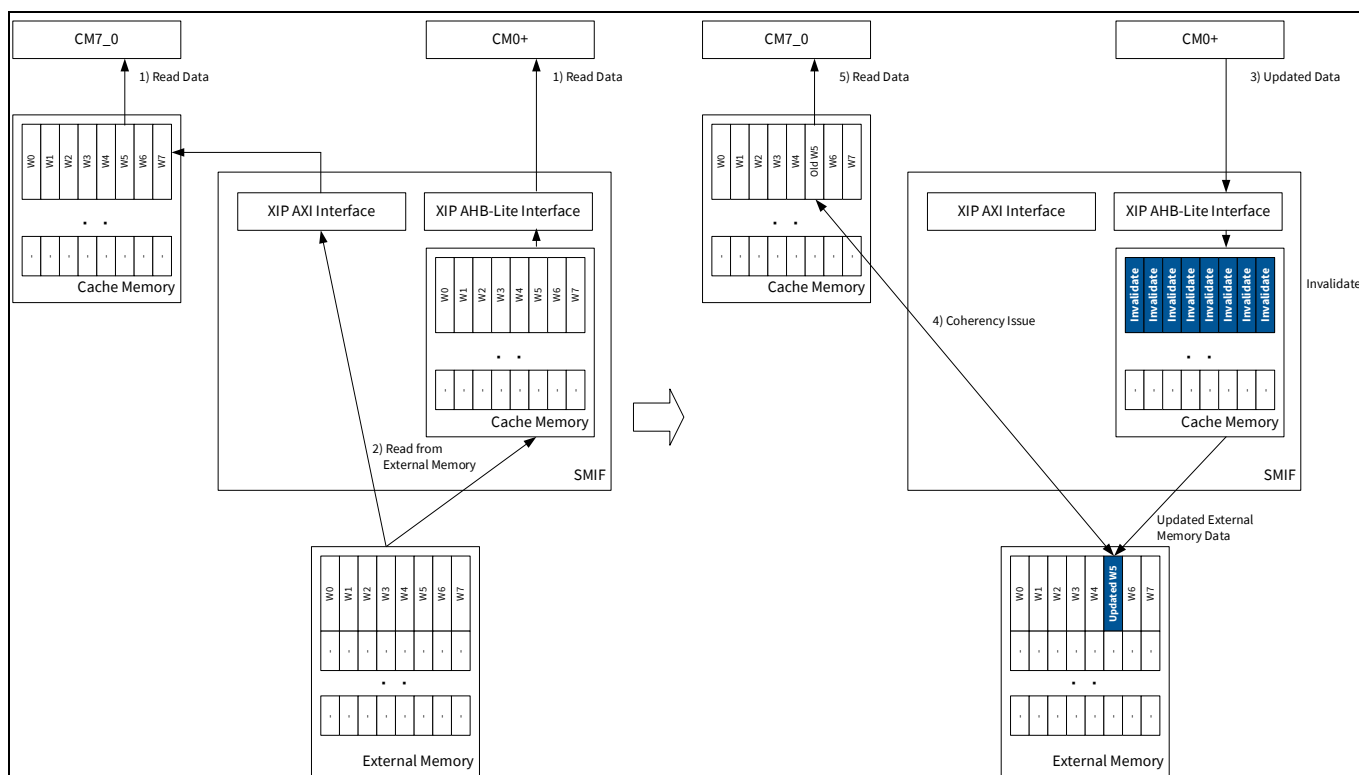 CM7_0
CM0+
1) Read Data
1) Read Data
W0 W1 W2 W3 W4 W5 W6 W7
. .
- - - - - - - -
Cache Memory
XIP AXI Interface
XIP AHB-Lite Interface
W0 W1 W2 W3 W4 W5 W6 W7
. .
- - - - - - - -
Cache Memory
2) Read from
External Memory
SMIF
W0 W1 W2 W3 W4 W5 W6 W7
- - - - - - - -
. .
- - - - - - - -
External Memory
CM7_0
CM0+
5) Read Data
3) Updated Data
W0 W1 W2 W3 W4 Old W5 W6 W7
. .
- - - - - - - -
Cache Memory
XIP AXI Interface
XIP AHB-Lite Interface
Invalidate Invalidate Invalidate Invalidate Invalidate Invalidate Invalidate Invalidate
Invalidate
. .
- - - - - - - -
Cache Memory
4) Coherency Issue
SMIF
Updated External
Memory Data
W0 W1 W2 W3 W4 Updated W5 W6 W7
- - - - - - - -
. .
- - - - - - - -
External Memory